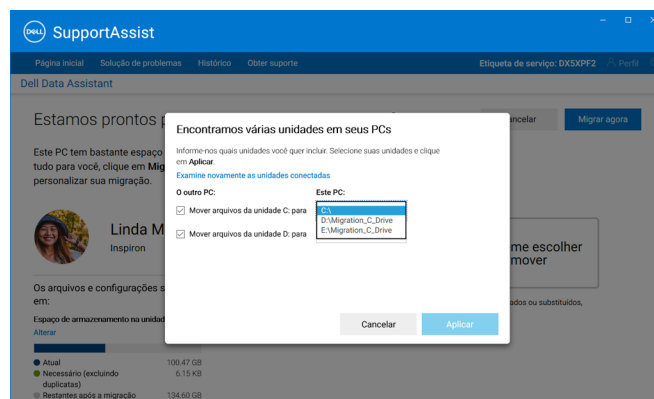 DELL SupportAssist
Página inicial Solução de problemas Histórico Obter suporte Etiqueta de serviço: DX5XPF2 Perfil
Dell Data Assistant
Estamos prontos
ancelar Migrar agora
Este PC tem bastante espaço
tudo para você, clique em Mig
personalizar sua migração.
Encontramos várias unidades em seus PCs
Informe-nos quais unidades você quer incluir. Selecione suas unidades e clique
em Aplicar.
Examine novamente as unidades conectadas
O outro PC: Este PC:
Mover arquivos da unidade C: para C:\
D:\Migration_C_Drive
E:\Migration_C_Drive
Mover arquivos da unidade D: para
Linda M
Inspiron
me escolher
mover
Os arquivos e configurações s
em:
ados ou substituídos,
Espaço de armazenamento na unidad
Alterar
Cancelar Aplicar
Atual 100.47 GB
Necessário (excluindo 6.15 KB
duplicatas)
Restantes após a migração 134.60 GB